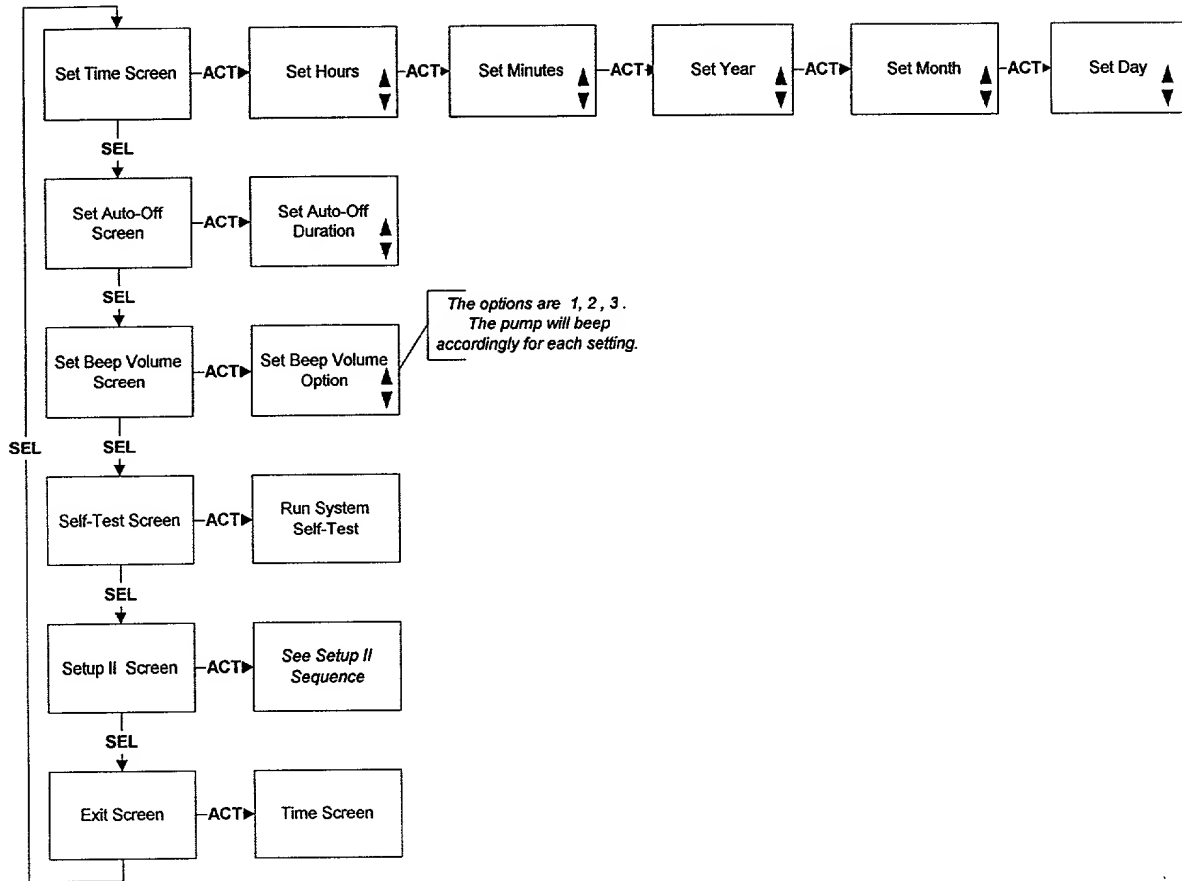 Set Time Screen
ACT
Set Hours
ACT
Set Minutes
ACT
Set Year
ACT
Set Month
ACT
Set Day
SEL
Set Auto-Off
Screen
ACT
Set Auto-Off
Duration
SEL
The options are 1, 2 , 3 .
The pump will beep
accordingly for each setting.
Set Beep Volume
Screen
ACT
Set Beep Volume
Option
SEL
SEL
Self-Test Screen
ACT
Run System
Self-Test
SEL
Setup II Screen
ACT
See Setup II
Sequence
SEL
Exit Screen
ACT
Time Screen